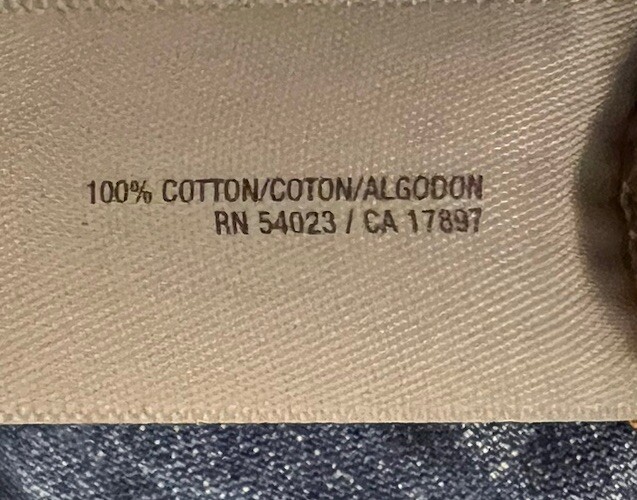 100% COTTON/COTON/ALGODON
RN 54023 / CA 17897